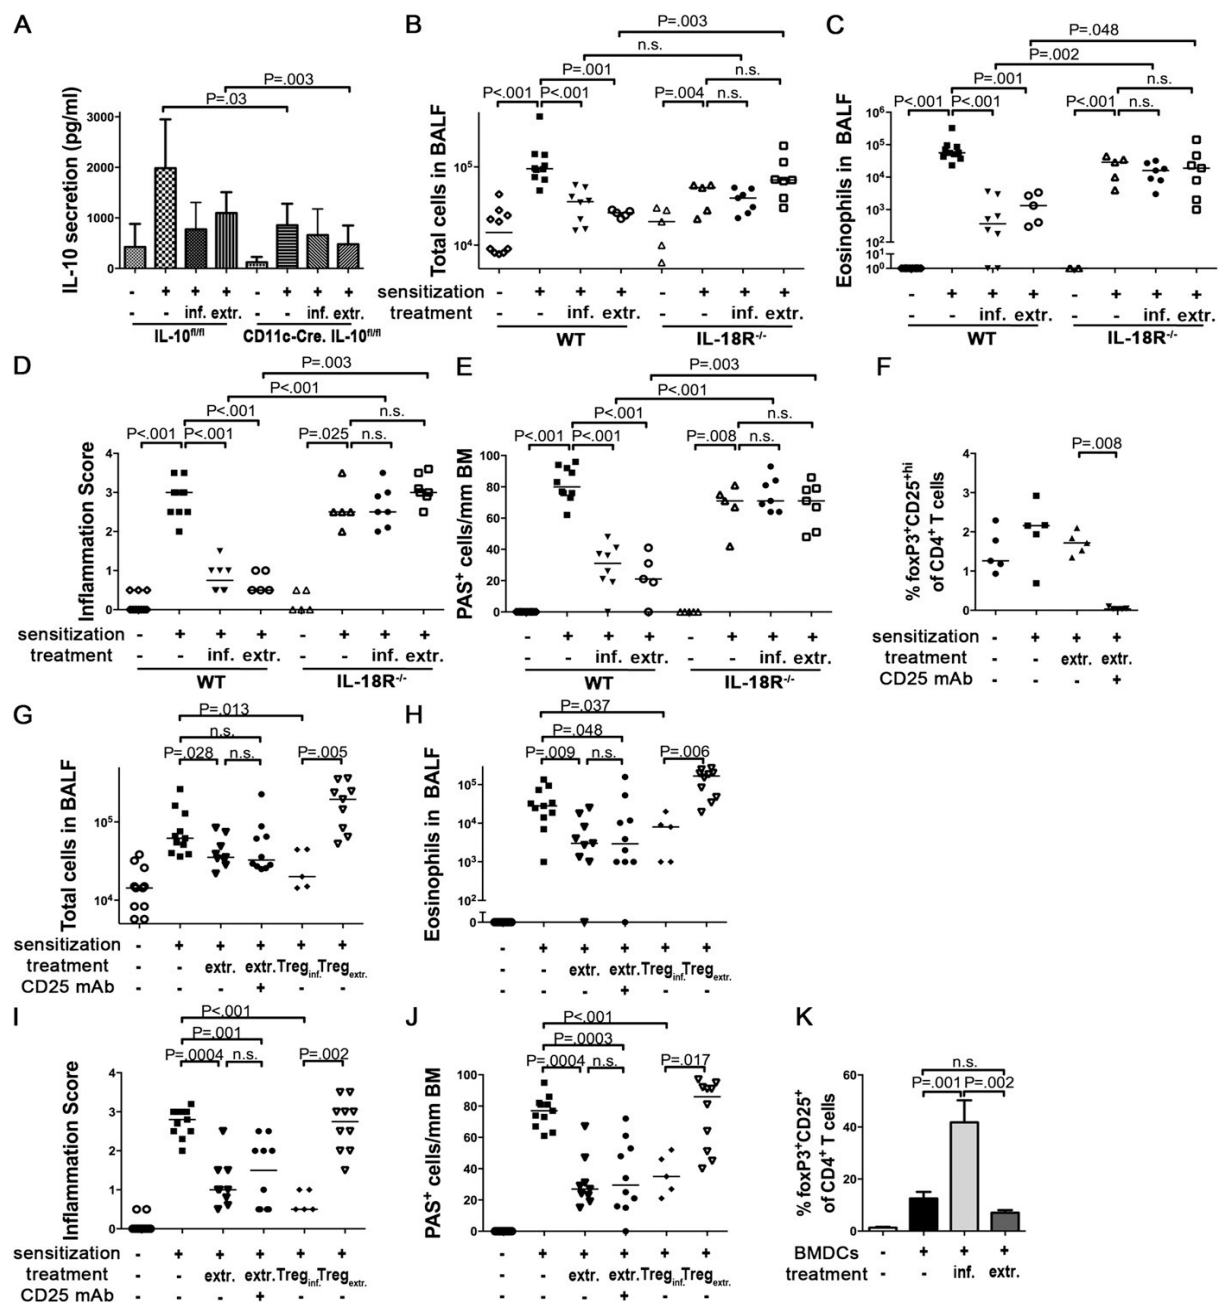 A
IL-10 secretion (pg/ml)
3000
2000
1000
0
P=.003
P=.03
- + + + - + + +
- - inf. extr. - - inf. extr.
IL-10fl/fl CD11c-Cre. IL-10fl/fl
B
Total cells in BALF
10⁵
10⁴
P=.003
n.s.
P=.001 n.s.
P<.001 P<.001 P=.004 n.s.
sensitization - + + + - + + +
treatment - - inf. extr. - - inf. extr.
WT IL-18R-/-
C
Eosinophils in BALF
10⁶
10⁵
10⁴
10³
10²
10¹
10⁰
P=.048
P=.002
P=.001 n.s.
P<.001 P<.001 P<.001 n.s.
- + + + - + + +
- - inf. extr. - - inf. extr.
WT IL-18R-/-
D
Inflammation Score
4
3
2
1
0
P=.003
P<.001
P<.001 n.s.
P<.001 P<.001 P=.025 n.s.
sensitization - + + + - + + +
treatment - - inf. extr. - - inf. extr.
WT IL-18R-/-
E
PAS⁺ cells/mm BM
100
80
60
40
20
0
P=.003
P<.001
P<.001 n.s.
P<.001 P<.001 P=.008 n.s.
- + + + - + + +
- - inf. extr. - - inf. extr.
WT IL-18R-/-
F
% foxP3⁺CD25⁺hi
of CD4⁺ T cells
4
3
2
1
0
P=.008
sensitization - + + +
treatment - - extr. extr.
CD25 mAb - - - +
G
Total cells in BALF
10⁵
10⁴
P=.013
n.s.
P=.028 n.s. P=.005
sensitization - + + + + +
treatment - - extr. extr. Treginf. Tregextr.
CD25 mAb - - - + - -
H
Eosinophils in BALF
10⁵
10⁴
10³
10²
0
P=.037
P=.048
P=.009 n.s. P=.006
- + + + + +
- - extr. extr. Treginf. Tregextr.
- - - + - -
I
Inflammation Score
4
3
2
1
0
P<.001
P=.001
P=.0004 n.s. P=.002
sensitization - + + + + +
treatment - - extr. extr. Treginf. Tregextr.
CD25 mAb - - - + - -
J
PAS⁺ cells/mm BM
100
80
60
40
20
0
P<.001
P=.0003
P=.0004 n.s. P=.017
- + + + + +
- - extr. extr. Treginf. Tregextr.
- - - + - -
K
% foxP3⁺CD25⁺
of CD4⁺ T cells
60
40
20
0
n.s.
P=.001 P=.002
BMDCs - + + +
treatment - - inf. extr.